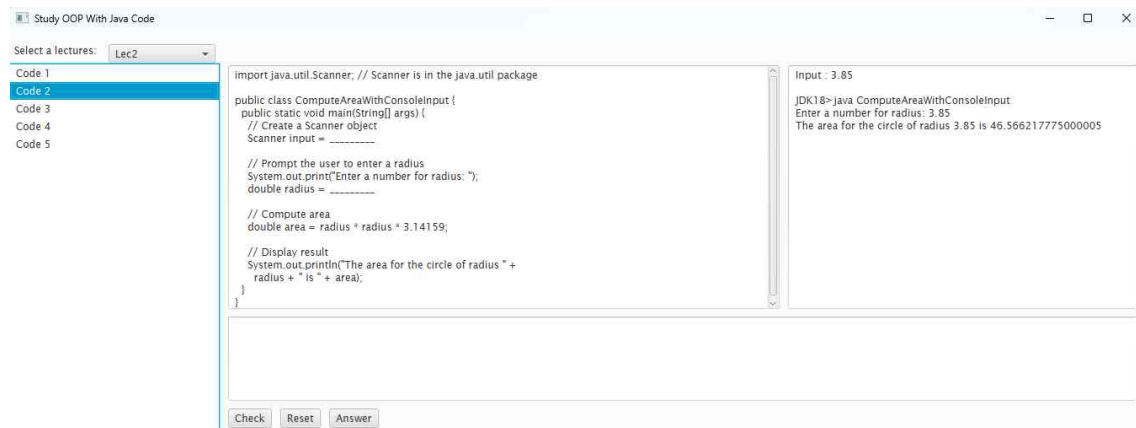 Study OOP With Java Code
Select a lectures: Lec2
Code 1
Code 2
Code 3
Code 4
Code 5
import java.util.Scanner; // Scanner is in the java.util package
public class ComputeAreaWithConsoleInput {
public static void main(String[] args) {
// Create a Scanner object
Scanner input = _________
// Prompt the user to enter a radius
System.out.print("Enter a number for radius: ");
double radius = _________
// Compute area
double area = radius * radius * 3.14159;
// Display result
System.out.println("The area for the circle of radius " +
radius + " is " + area);
}
}
Input : 3.85
JDK18>java ComputeAreaWithConsoleInput
Enter a number for radius: 3.85
The area for the circle of radius 3.85 is 46.566217775000005
Check Reset Answer